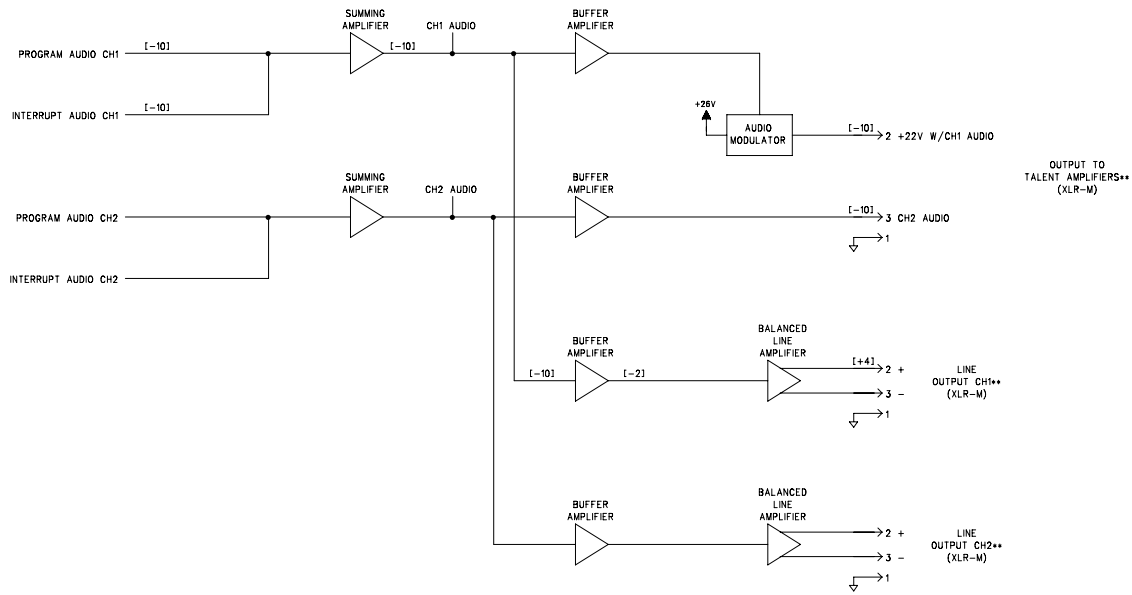 SUMMING
AMPLIFIER
CH1 AUDIO
BUFFER
AMPLIFIER
PROGRAM AUDIO CH1
[-10]
[-10]
INTERRUPT AUDIO CH1
[-10]
+26V
AUDIO
MODULATOR
[-10]
2 +22V W/CH1 AUDIO
OUTPUT TO
TALENT AMPLIFIERS**
(XLR-M)
SUMMING
AMPLIFIER
CH2 AUDIO
BUFFER
AMPLIFIER
PROGRAM AUDIO CH2
[-10]
3 CH2 AUDIO
1
INTERRUPT AUDIO CH2
BUFFER
AMPLIFIER
BALANCED
LINE
AMPLIFIER
[-10]
[-2]
[+4]
2 +
3 -
1
LINE
OUTPUT CH1**
(XLR-M)
BUFFER
AMPLIFIER
BALANCED
LINE
AMPLIFIER
2 +
3 -
1
LINE
OUTPUT CH2**
(XLR-M)